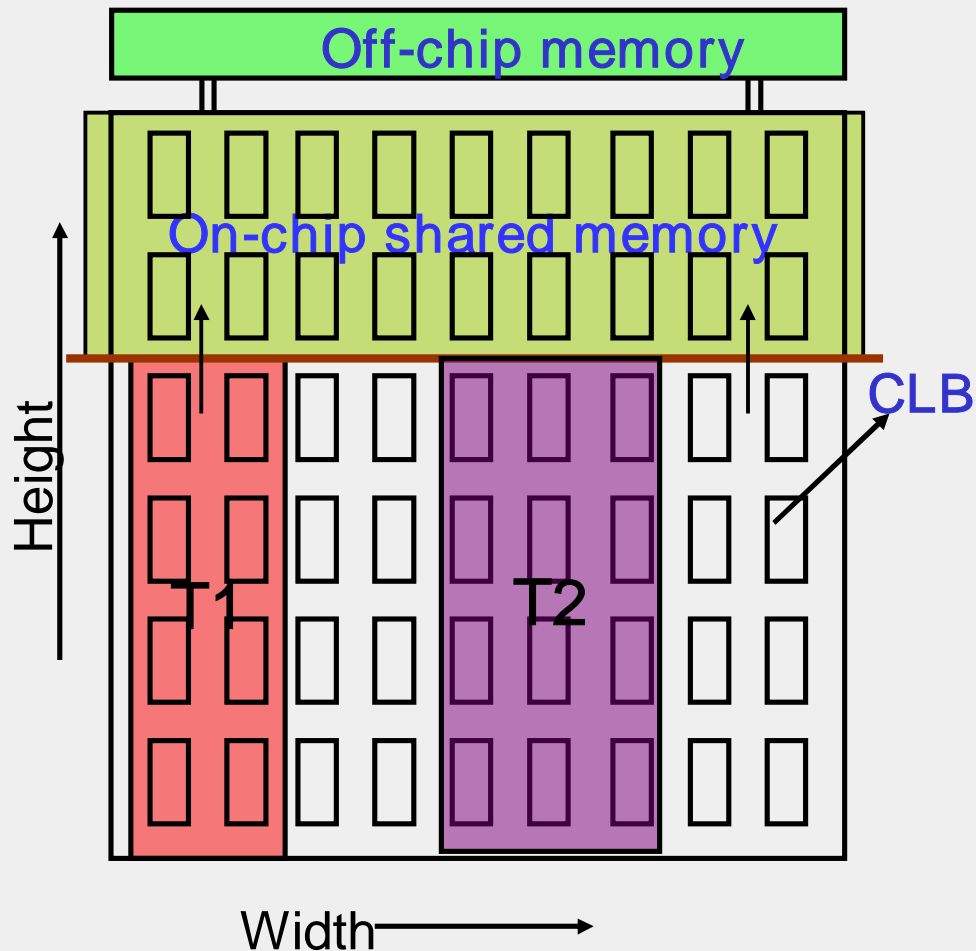 Off-chip memory
On-chip shared memory
CLB
Height
T1
T2
Width